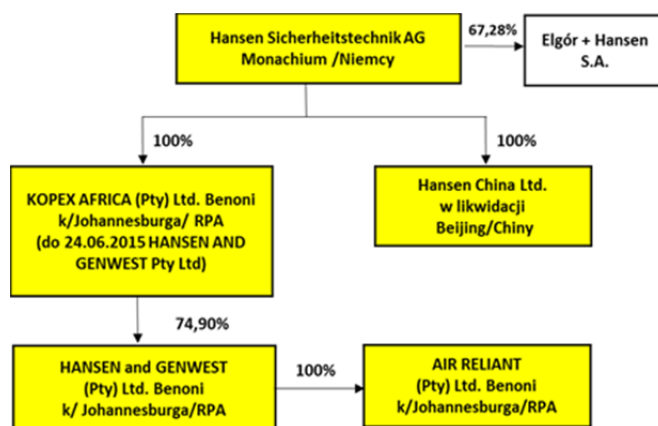 Hansen Sicherheitstechnik AG
Monachium /Niemcy
67,28%
Elgór + Hansen
S.A.
100%
100%
KOPEX AFRICA (Pty) Ltd. Benoni
k/Johannesburga/ RPA
(do 24.06.2015 HANSEN AND
GENWEST Pty Ltd)
Hansen China Ltd.
w likwidacji
Beijing/Chiny
74,90%
HANSEN and GENWEST
(Pty) Ltd. Benoni
k/ Johannesburga/RPA
100%
AIR RELIANT
(Pty) Ltd. Benoni
k/Johannesburga/RPA